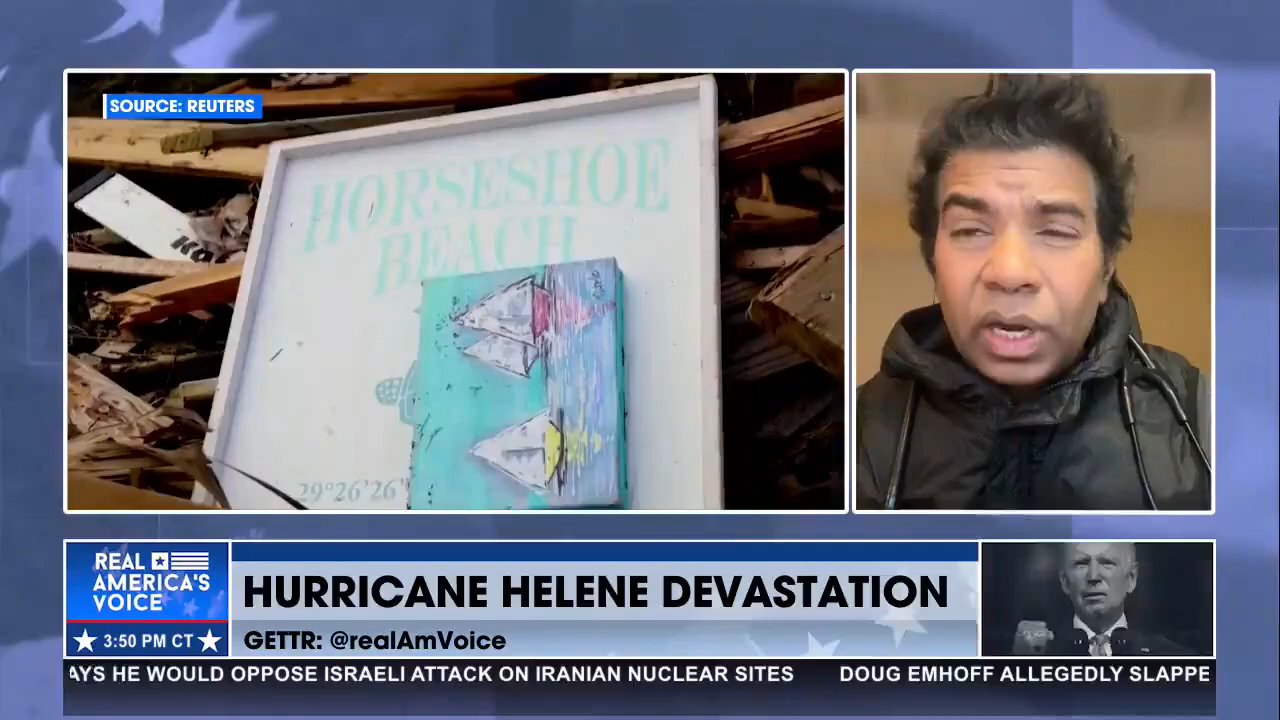 SOURCE: REUTERS
HORSESHOE
BEACH
29°26'26"
REAL
AMERICA'S
VOICE
3:50 PM CT
HURRICANE HELENE DEVASTATION
GETTR: @realAmVoice
AYS HE WOULD OPPOSE ISRAELI ATTACK ON IRANIAN NUCLEAR SITES DOUG EMHOFF ALLEGEDLY SLAPPE